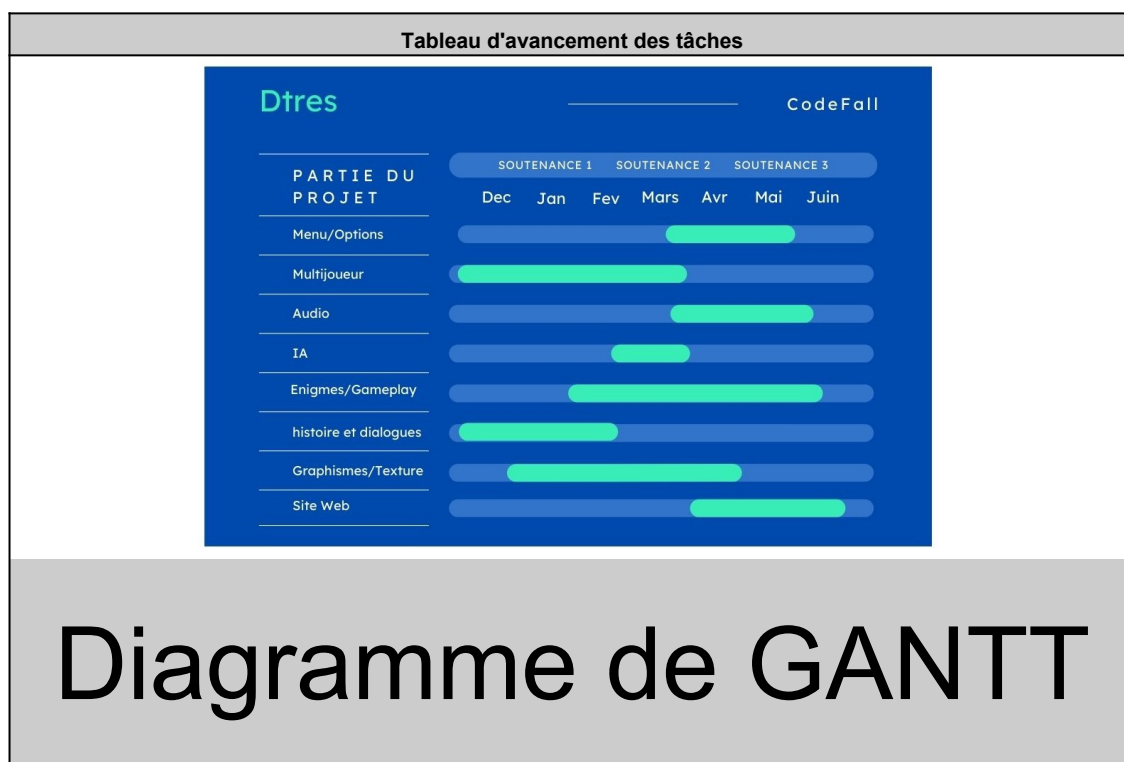 Tableau d'avancement des tâches
Dtres
CodeFall
PARTIE DU
PROJET
SOUTENANCE 1 SOUTENANCE 2 SOUTENANCE 3
Dec Jan Fev Mars Avr Mai Juin
Menu/Options
Multijoueur
Audio
IA
Enigmes/Gameplay
histoire et dialogues
Graphismes/Texture
Site Web
Diagramme de GANTT